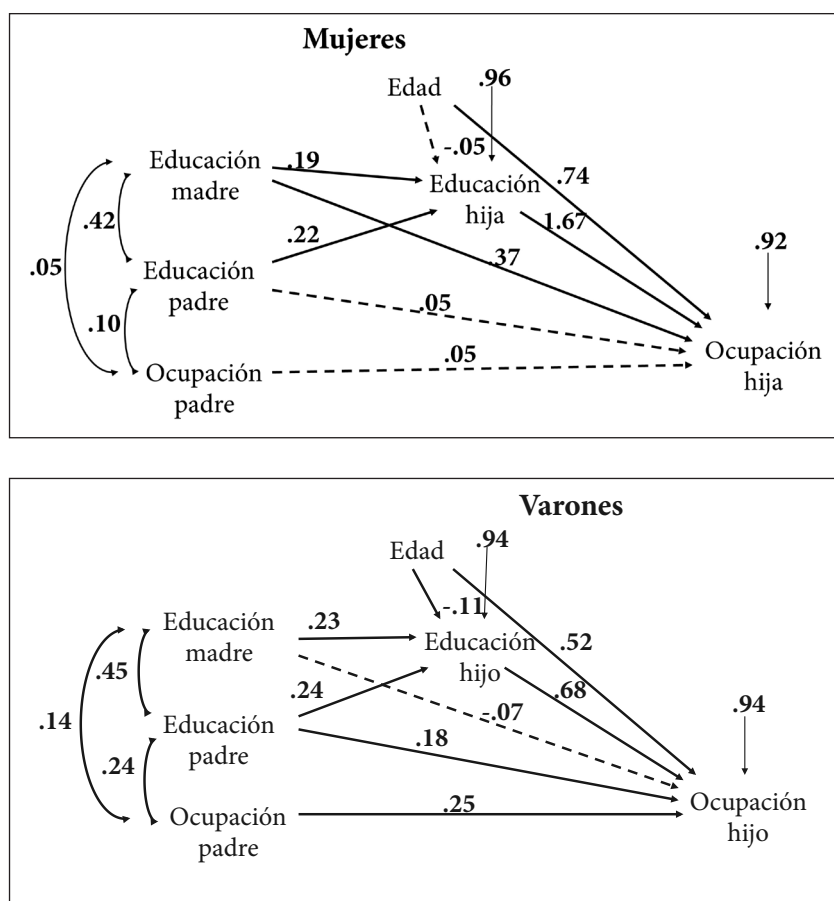 Mujeres
Edad
.96
-.05
Educación
madre
.19
Educación
hija
.74
1.67
.42
.22
.37
.92
.05
Educación
padre
.05
.10
Ocupación
padre
.05
Ocupación
hija
Varones
Edad
.94
-.11
Educación
madre
.23
Educación
hijo
.52
.45
.24
-.07
.68
.94
.14
Educación
padre
.18
.24
Ocupación
padre
.25
Ocupación
hijo